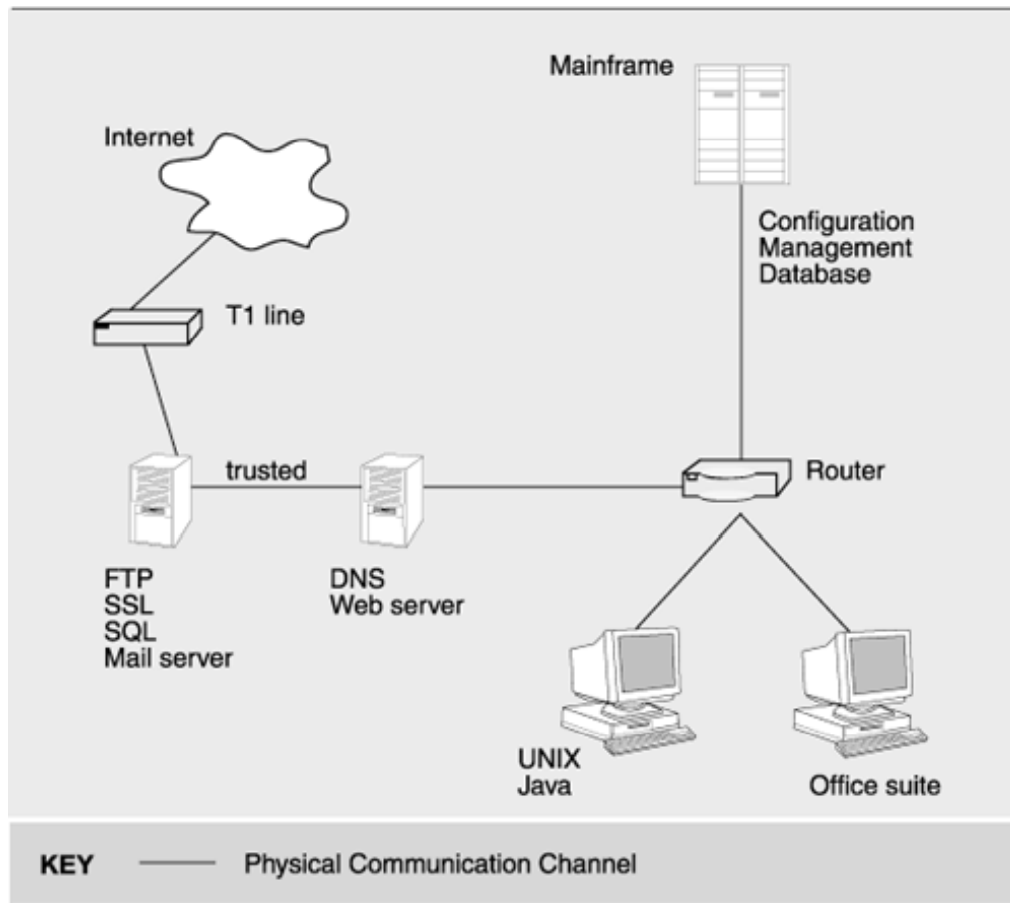 Mainframe
Internet
Configuration
Management
Database
T1 line
trusted
Router
FTP
SSL
SQL
Mail server
DNS
Web server
UNIX
Java
Office suite
KEY
Physical Communication Channel